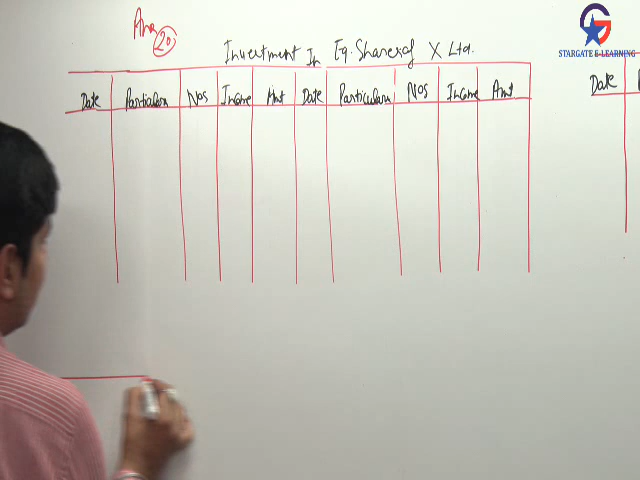 Ans 20
Investment In Eq. Shares of X Ltd.
Date Particulars Nos Income Amt Date Particulars Nos Income Amt
Date
STARGATE E-LEARNING